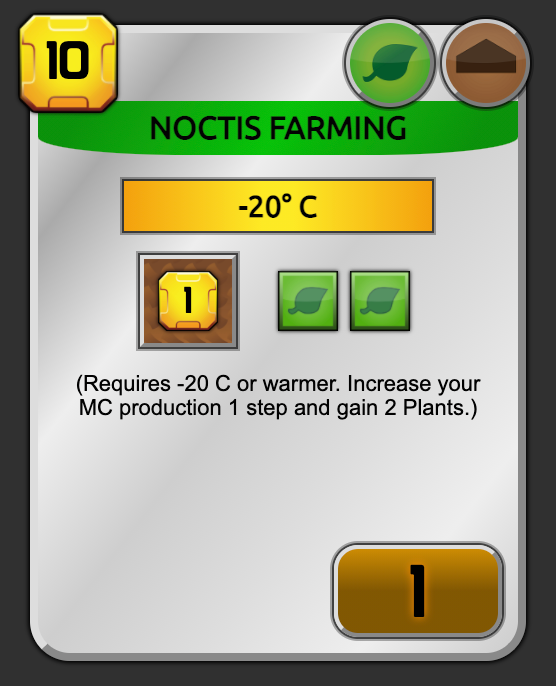 10
NOCTIS FARMING
-20° C
1
(Requires -20 C or warmer. Increase your
MC production 1 step and gain 2 Plants.)
1